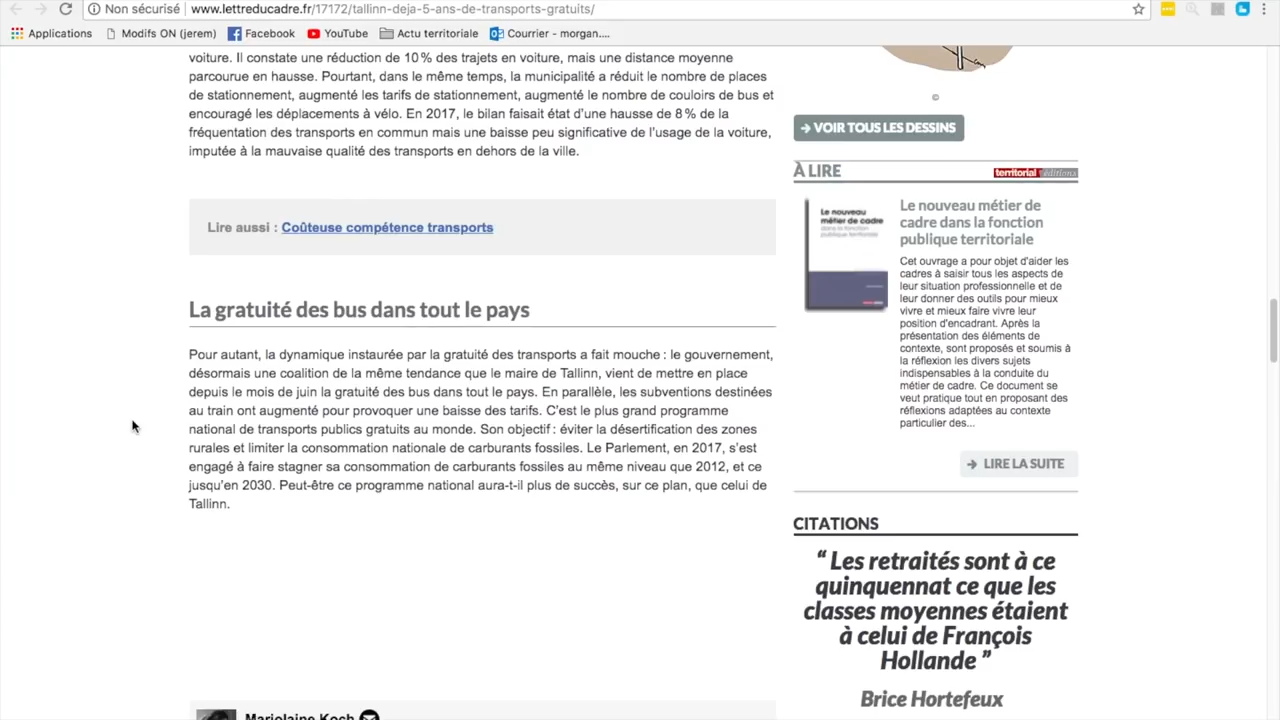 Non sécurisé
www.lettreducadre.fr/17172/tallinn-deja-5-ans-de-transports-gratuits/
Applications
Modifs ON (jerem)
Facebook
YouTube
Actu territoriale
Courrier - morgan....
voiture. Il constate une réduction de 10 % des trajets en voiture, mais une distance moyenne
parcourue en hausse. Pourtant, dans le même temps, la municipalité a réduit le nombre de places
de stationnement, augmenté les tarifs de stationnement, augmenté le nombre de couloirs de bus et
encouragé les déplacements à vélo. En 2017, le bilan faisait état d'une hausse de 8 % de la
fréquentation des transports en commun mais une baisse peu significative de l'usage de la voiture,
imputée à la mauvaise qualité des transports en dehors de la ville.
Lire aussi : Coûteuse compétence transports
La gratuité des bus dans tout le pays
Pour autant, la dynamique instaurée par la gratuité des transports a fait mouche : le gouvernement,
désormais une coalition de la même tendance que le maire de Tallinn, vient de mettre en place
depuis le mois de juin la gratuité des bus dans tout le pays. En parallèle, les subventions destinées
au train ont augmenté pour provoquer une baisse des tarifs. C'est le plus grand programme
national de transports publics gratuits au monde. Son objectif : éviter la désertification des zones
rurales et limiter la consommation nationale de carburants fossiles. Le Parlement, en 2017, s'est
engagé à faire stagner sa consommation de carburants fossiles au même niveau que 2012, et ce
jusqu'en 2030. Peut-être ce programme national aura-t-il plus de succès, sur ce plan, que celui de
Tallinn.
Marjolaine Koch
©
VOIR TOUS LES DESSINS
À LIRE
territorial éditions
Le nouveau
métier de cadre
dans la fonction
publique territoriale
Le nouveau métier de
cadre dans la fonction
publique territoriale
Cet ouvrage a pour objet d'aider les
cadres à saisir tous les aspects de
leur situation professionnelle et de
leur donner des outils pour mieux
vivre et mieux faire vivre leur
position d'encadrant. Après la
présentation des éléments de
contexte, sont proposés et soumis à
la réflexion les divers sujets
indispensables à la conduite du
métier de cadre. Ce document se
veut pratique tout en proposant des
réflexions adaptées au contexte
particulier des...
LIRE LA SUITE
CITATIONS
“ Les retraités sont à ce
quinquennat ce que les
classes moyennes étaient
à celui de François
Hollande ”
Brice Hortefeux